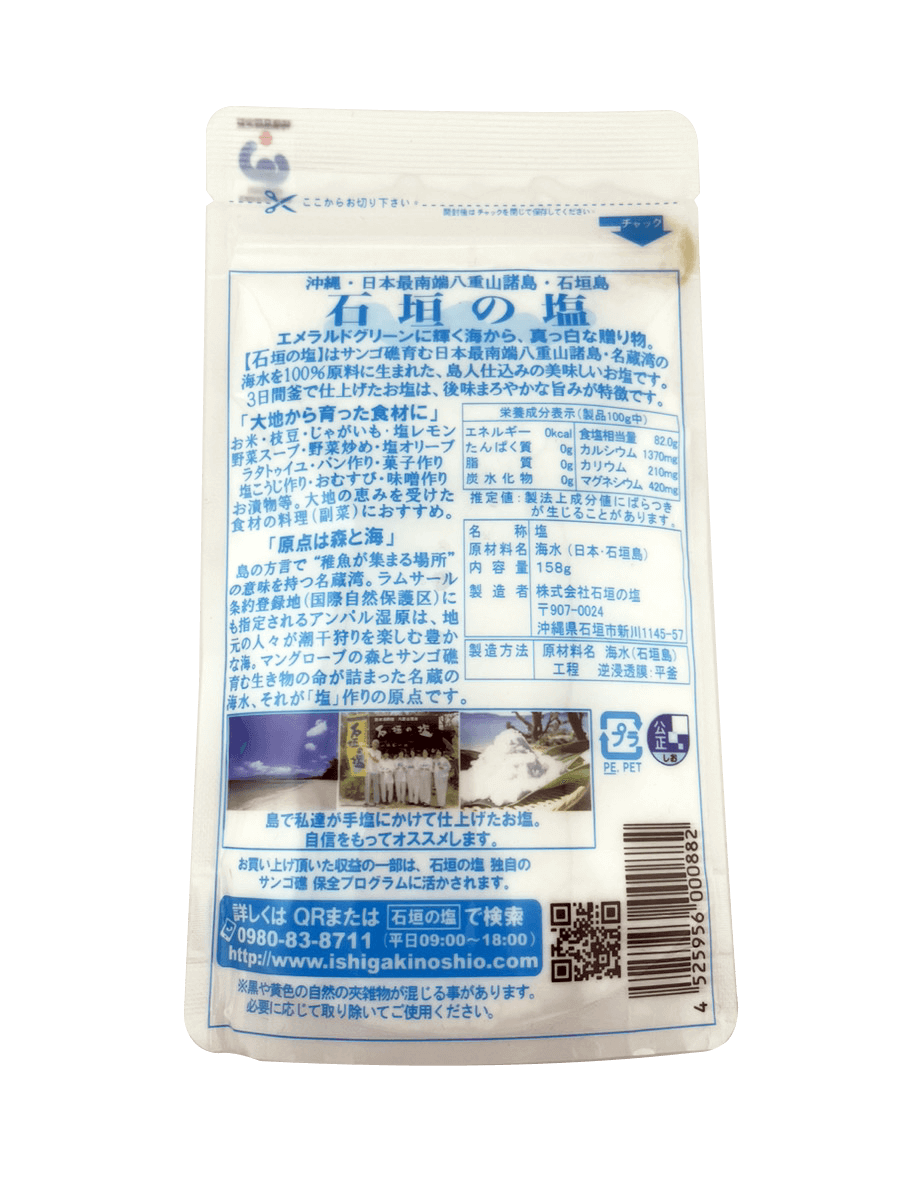 ここからお切り下さい。
開封後はチャックを閉じて保存してください。
チャック
沖縄・日本最南端八重山諸島・石垣島
石垣の塩
エメラルドグリーンに輝く海から、真っ白な贈り物。
【石垣の塩】はサンゴ礁育む日本最南端八重山諸島・名蔵湾の
海水を100%原料に生まれた、島人仕込みの美味しいお塩です。
3日間釜で仕上げたお塩は、後味まろやかな旨みが特徴です。
「大地から育った食材に」
お米・枝豆・じゃがいも・塩レモン
野菜スープ・野菜炒め・塩オリーブ
ラタトゥイユ・パン作り・菓子作り
塩こうじ作り・おむすび・味噌作り
お漬物等。大地の恵みを受けた
食材の料理(副菜)におすすめ。
「原点は森と海」
島の方言で“稚魚が集まる場所”
の意味を持つ名蔵湾。ラムサール
条約登録地(国際自然保護区)に
も指定されるアンパル湿原は、地
元の人々が潮干狩りを楽しむ豊か
な海。マングローブの森とサンゴ礁
育む生き物の命が詰まった名蔵の
海水、それが「塩」作りの原点です。
栄養成分表示(製品100g中)
エネルギー 0kcal 食塩相当量 82.0g
たんぱく質 0g カルシウム 1370mg
脂質 0g カリウム 210mg
炭水化物 0g マグネシウム 420mg
推定値:製法上成分値にばらつき
が生じることがあります。
名称 塩
原材料名 海水(日本・石垣島)
内容量 158g
製造者 株式会社石垣の塩
〒907-0024
沖縄県石垣市新川1145-57
製造方法 原材料名 海水(石垣島)
工程 逆浸透膜:平釜
石垣の塩
石垣の塩
プラ
PE, PET
公正
しお
島で私達が手塩にかけて仕上げたお塩。
自信をもってオススメします。
お買い上げ頂いた収益の一部は、石垣の塩 独自の
サンゴ礁 保全プログラムに活かされます。
詳しくは QRまたは 石垣の塩 で検索
0980-83-8711 (平日09:00~18:00)
http://www.ishigakinoshio.com
※黒や黄色の自然の夾雑物が混じる事があります。
必要に応じて取り除いてご使用ください。
4 525956 000882